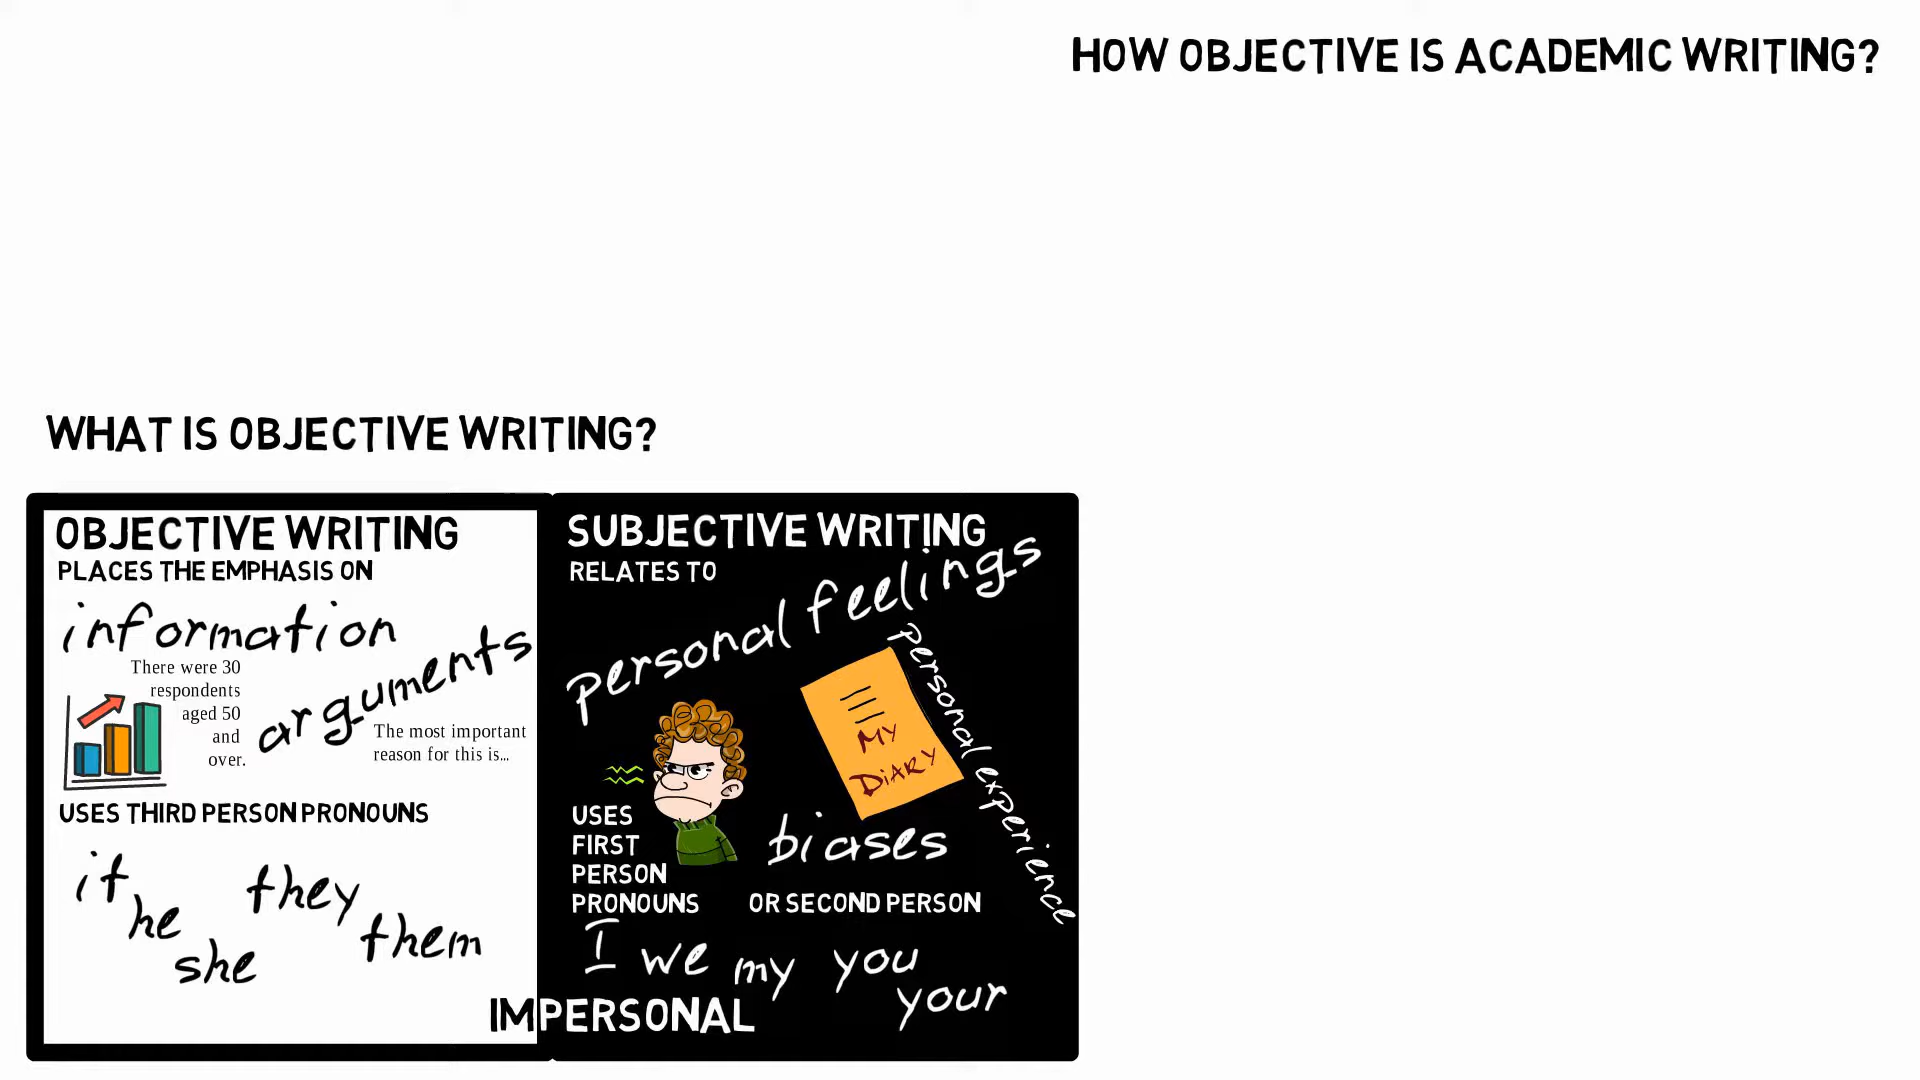 HOW OBJECTIVE IS ACADEMIC WRITING?
WHAT IS OBJECTIVE WRITING?
OBJECTIVE WRITING
PLACES THE EMPHASIS ON
information
There were 30
respondents
aged 50
and
over.
arguments
The most important
reason for this is...
USES THIRD PERSON PRONOUNS
it
he
she
they
them
SUBJECTIVE WRITING
RELATES TO
personal feelings
MY
DIARY
personal experience
biases
USES
FIRST
PERSON
PRONOUNS
OR SECOND PERSON
I we my you
your
IMPERSONAL